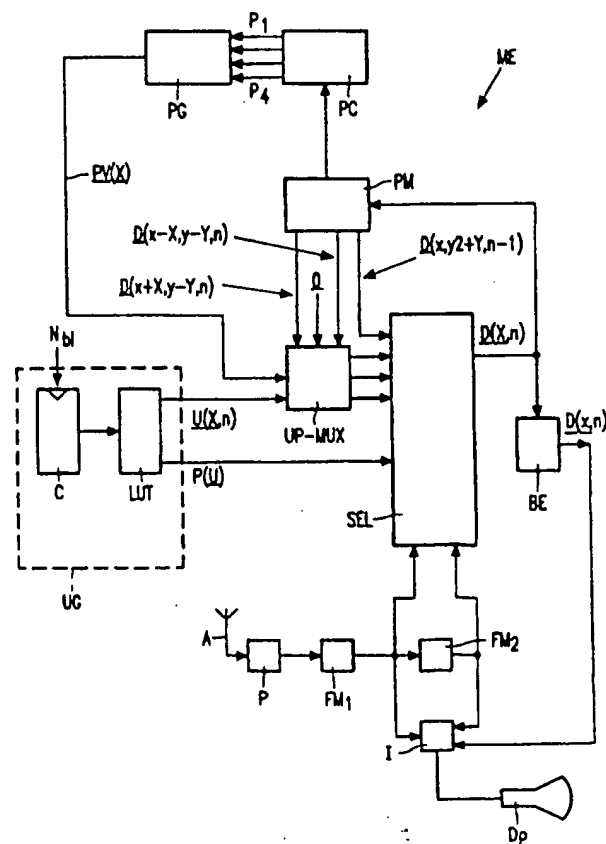 P1
ME
P4
PG
PC
PV(X)
PM
D(x-X,y-Y,n)
D(x,y2+Y,n-1)
D(x+X,y-Y,n)
0
D(X,n)
Nbl
U(X,n)
UP-MUX
D(x,n)
C
LUT
P(U)
SEL
BE
UG
A
P
FM1
FM2
I
Dp